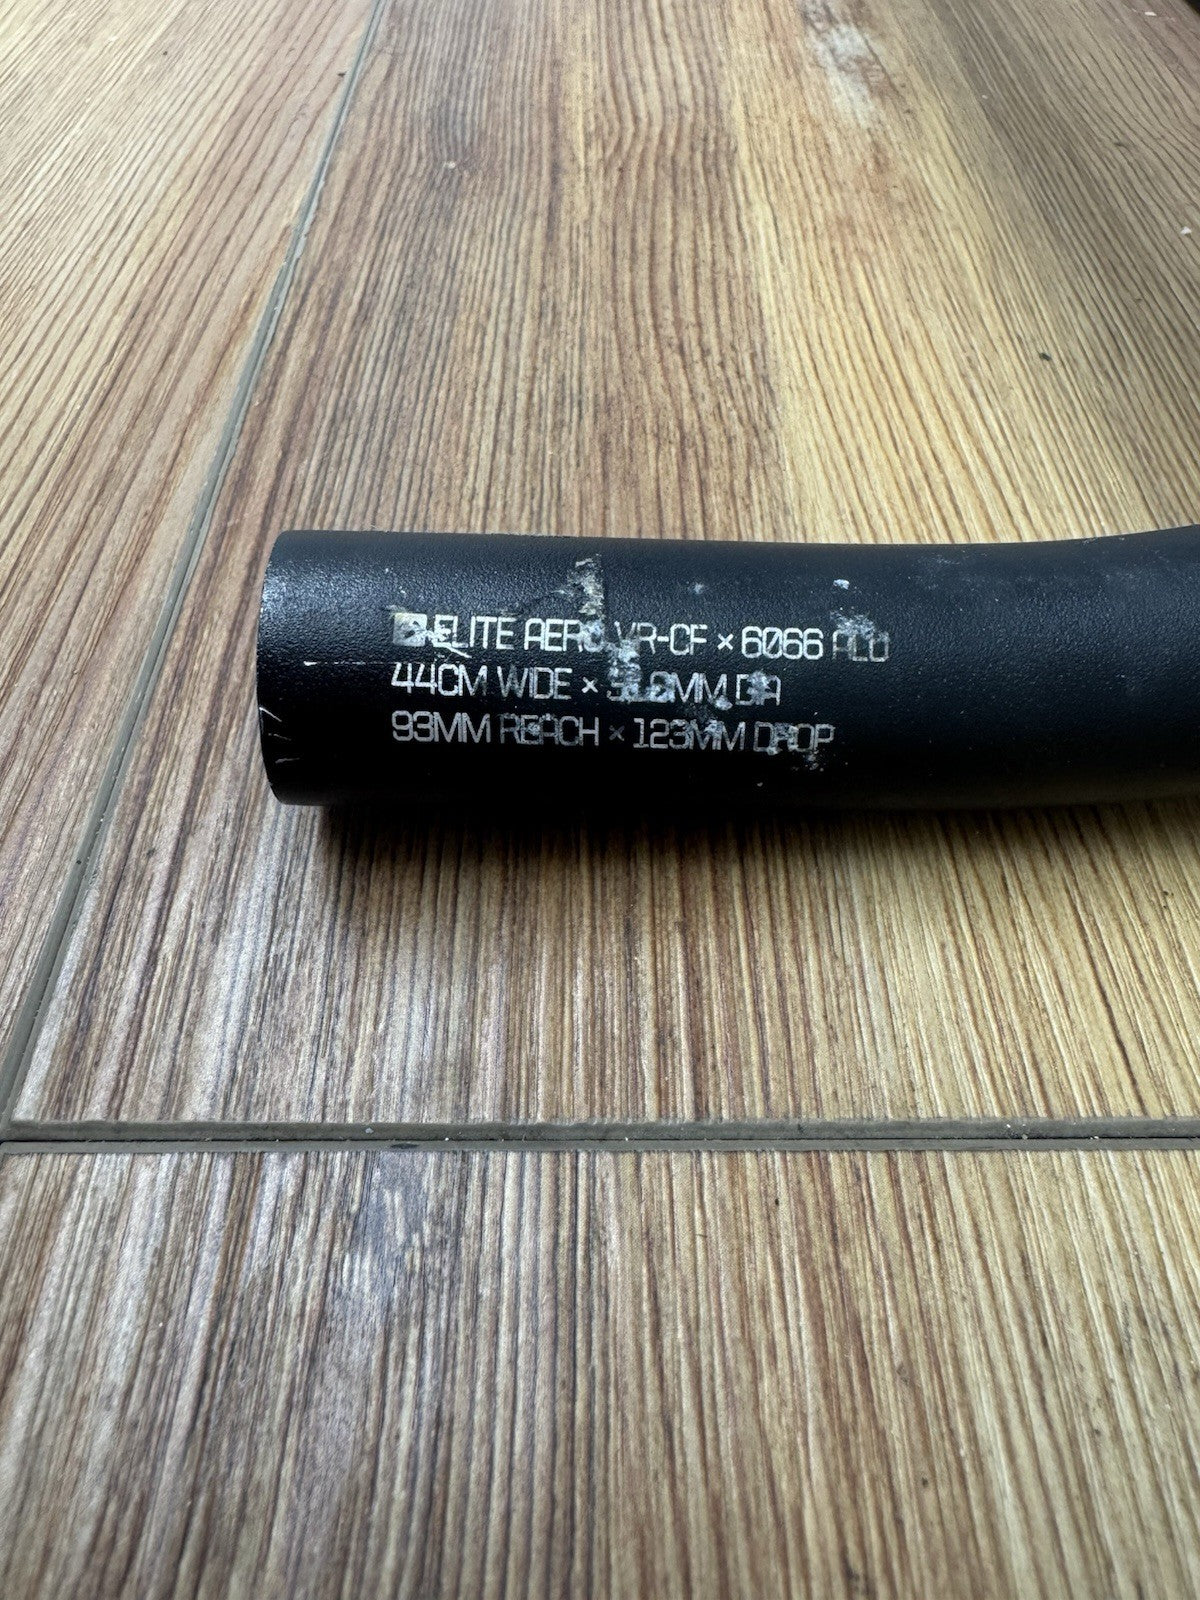 ELITE AERO VR-CF × 6066 ALU
44CM WIDE × DIA
93MM REACH × 123MM DROP